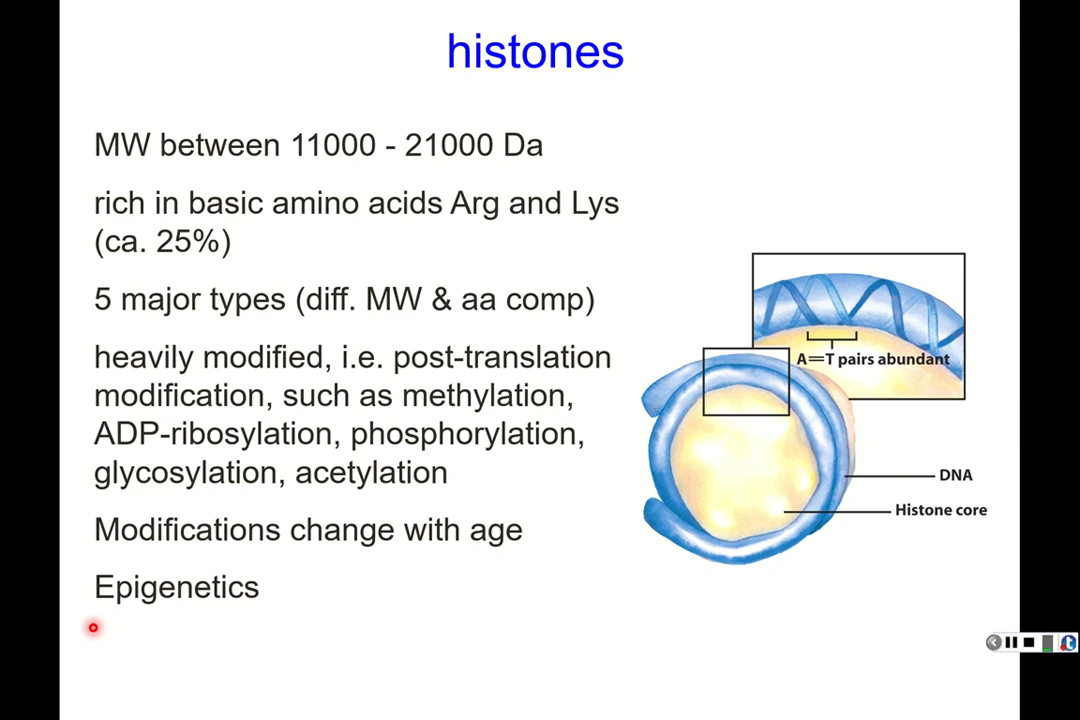 histones
MW between 11000 - 21000 Da
rich in basic amino acids Arg and Lys
(ca. 25%)
5 major types (diff. MW & aa comp)
heavily modified, i.e. post-translation
modification, such as methylation,
ADP-ribosylation, phosphorylation,
glycosylation, acetylation
Modifications change with age
Epigenetics
A=T pairs abundant
DNA
Histone core